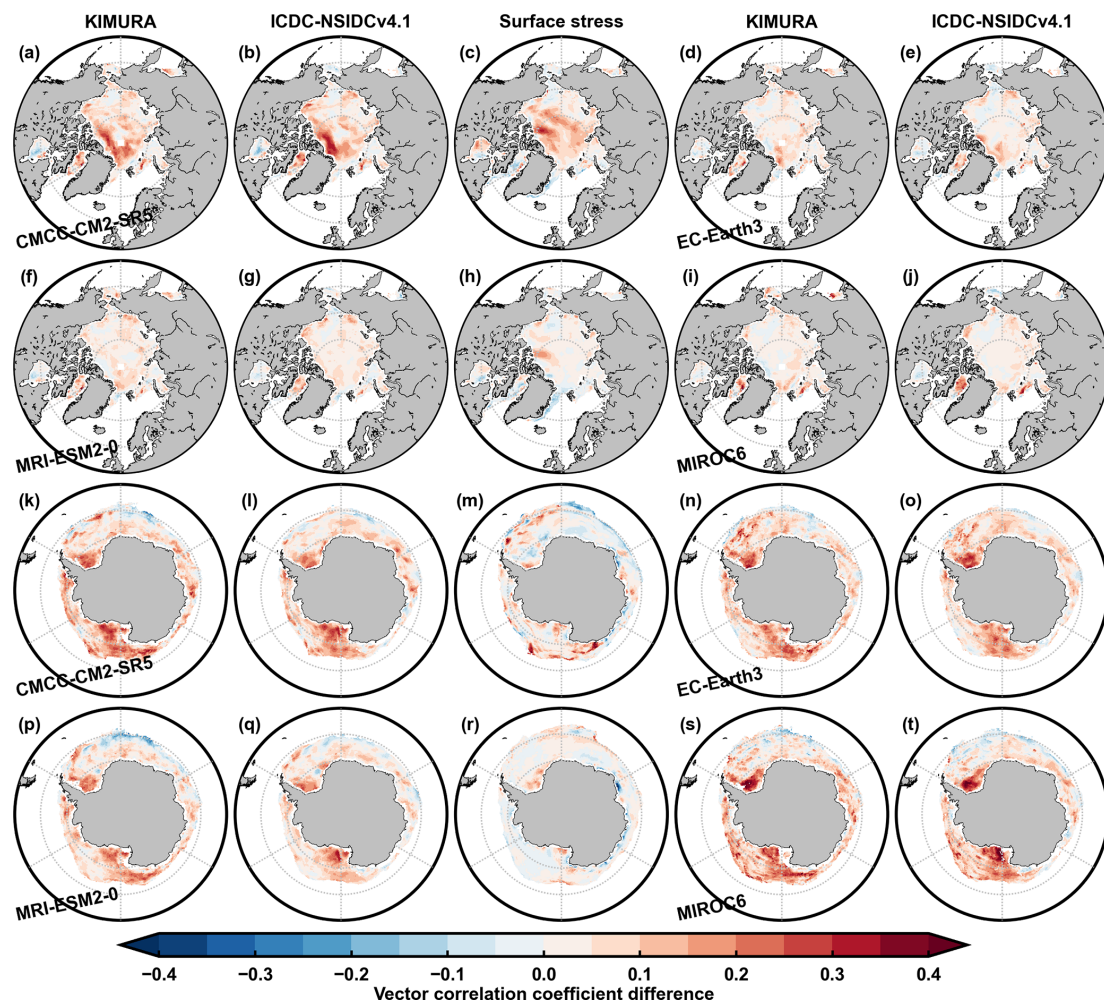 KIMURA ICDC-NSIDCv4.1 Surface stress KIMURA ICDC-NSIDCv4.1
(a) (b) (c) (d) (e)
CMCC-CM2-SR5 EC-Earth3
(f) (g) (h) (i) (j)
MRI-ESM2-0 MIROC6
(k) (l) (m) (n) (o)
CMCC-CM2-SR5 EC-Earth3
(p) (q) (r) (s) (t)
MRI-ESM2-0 MIROC6
−0.4 −0.3 −0.2 −0.1 0.0 0.1 0.2 0.3 0.4
Vector correlation coefficient difference